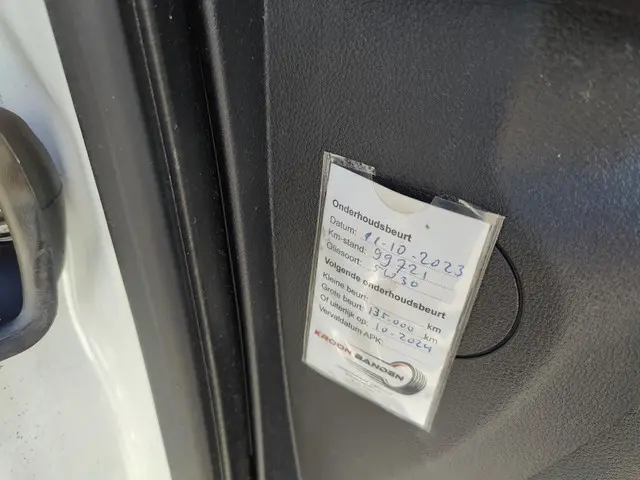 Onderhoudsbeurt
Datum: 11-10-2023
Km-stand: 99721
Oliesoort: 5W30
Volgende onderhoudsbeurt
Kleine beurt: km
Grote beurt: 135.000 km
Of uiterlijk op: 10-2024
Vervaldatum APK:
KROON BANDEN